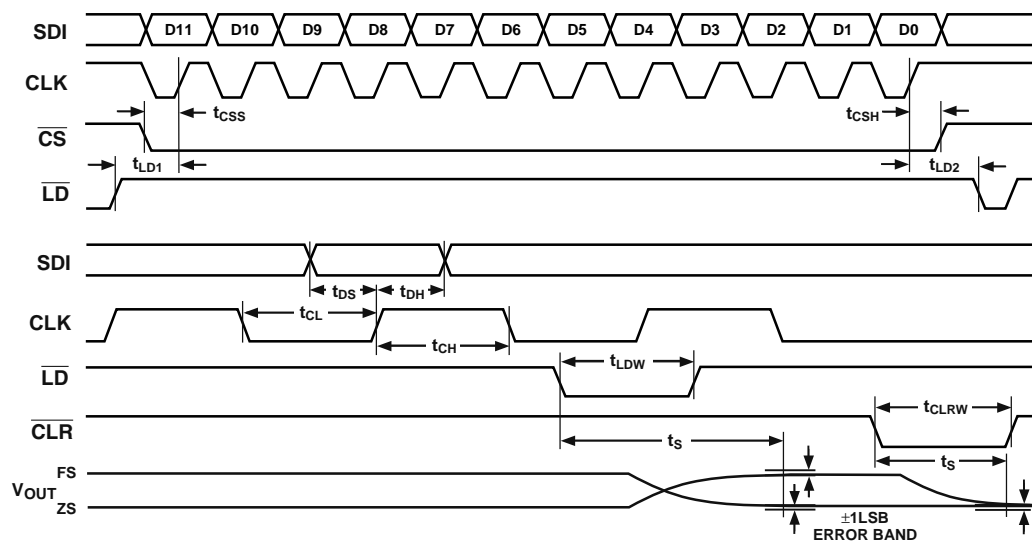 SDI D11 D10 D9 D8 D7 D6 D5 D4 D3 D2 D1 D0
CLK
tCSS tCSH
CS
tLD1 tLD2
LD
SDI
tDS tDH
tCL
CLK
tCH
tLDW
LD
tCLRW
CLR
tS tS
FS
VOUT
ZS
±1LSB
ERROR BAND